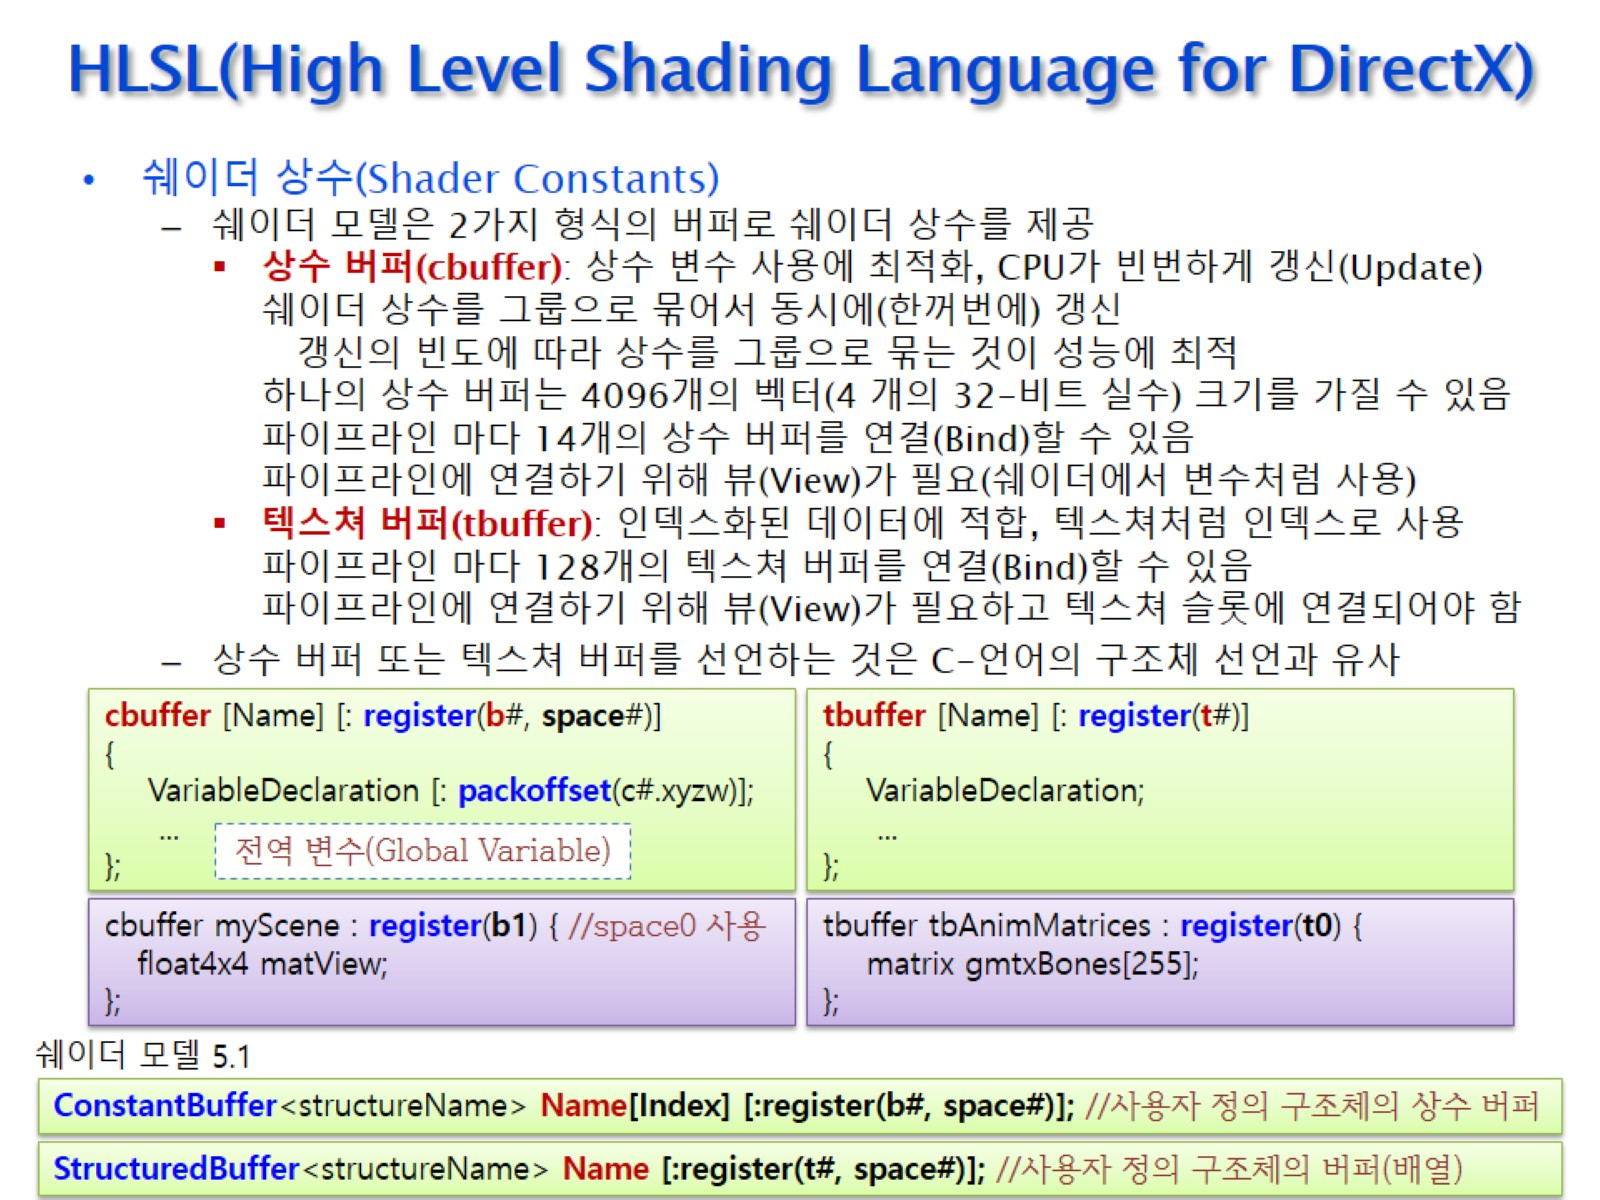 HLSL(High Level Shading Language for DirectX)
• 쉐이더 상수(Shader Constants)
– 쉐이더 모델은 2가지 형식의 버퍼로 쉐이더 상수를 제공
▪ 상수 버퍼(cbuffer): 상수 변수 사용에 최적화, CPU가 빈번하게 갱신(Update)
쉐이더 상수를 그룹으로 묶어서 동시에(한꺼번에) 갱신
갱신의 빈도에 따라 상수를 그룹으로 묶는 것이 성능에 최적
하나의 상수 버퍼는 4096개의 벡터(4 개의 32-비트 실수) 크기를 가질 수 있음
파이프라인 마다 14개의 상수 버퍼를 연결(Bind)할 수 있음
파이프라인에 연결하기 위해 뷰(View)가 필요(쉐이더에서 변수처럼 사용)
▪ 텍스쳐 버퍼(tbuffer): 인덱스화된 데이터에 적합, 텍스쳐처럼 인덱스로 사용
파이프라인 마다 128개의 텍스쳐 버퍼를 연결(Bind)할 수 있음
파이프라인에 연결하기 위해 뷰(View)가 필요하고 텍스쳐 슬롯에 연결되어야 함
– 상수 버퍼 또는 텍스쳐 버퍼를 선언하는 것은 C-언어의 구조체 선언과 유사
cbuffer [Name] [: register(b#, space#)]
{
VariableDeclaration [: packoffset(c#.xyzw)];
...
전역 변수(Global Variable)
};
tbuffer [Name] [: register(t#)]
{
VariableDeclaration;
...
};
cbuffer myScene : register(b1) { //space0 사용
float4x4 matView;
};
tbuffer tbAnimMatrices : register(t0) {
matrix gmtxBones[255];
};
쉐이더 모델 5.1
ConstantBuffer<structureName> Name[Index] [:register(b#, space#)]; //사용자 정의 구조체의 상수 버퍼
StructuredBuffer<structureName> Name [:register(t#, space#)]; //사용자 정의 구조체의 버퍼(배열)